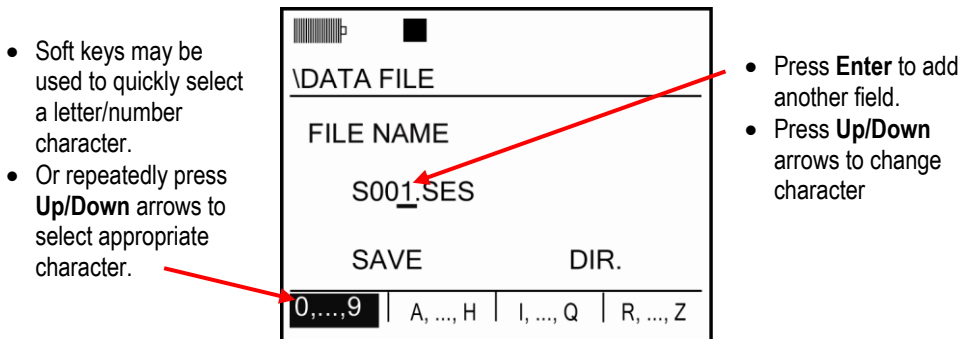 • Soft keys may be
used to quickly select
a letter/number
character.
• Or repeatedly press
Up/Down arrows to
select appropriate
character.
\DATA FILE
FILE NAME
S001.SES
SAVE DIR.
0,...,9 A, ..., H I, ..., Q R, ..., Z
• Press Enter to add
another field.
• Press Up/Down
arrows to change
character